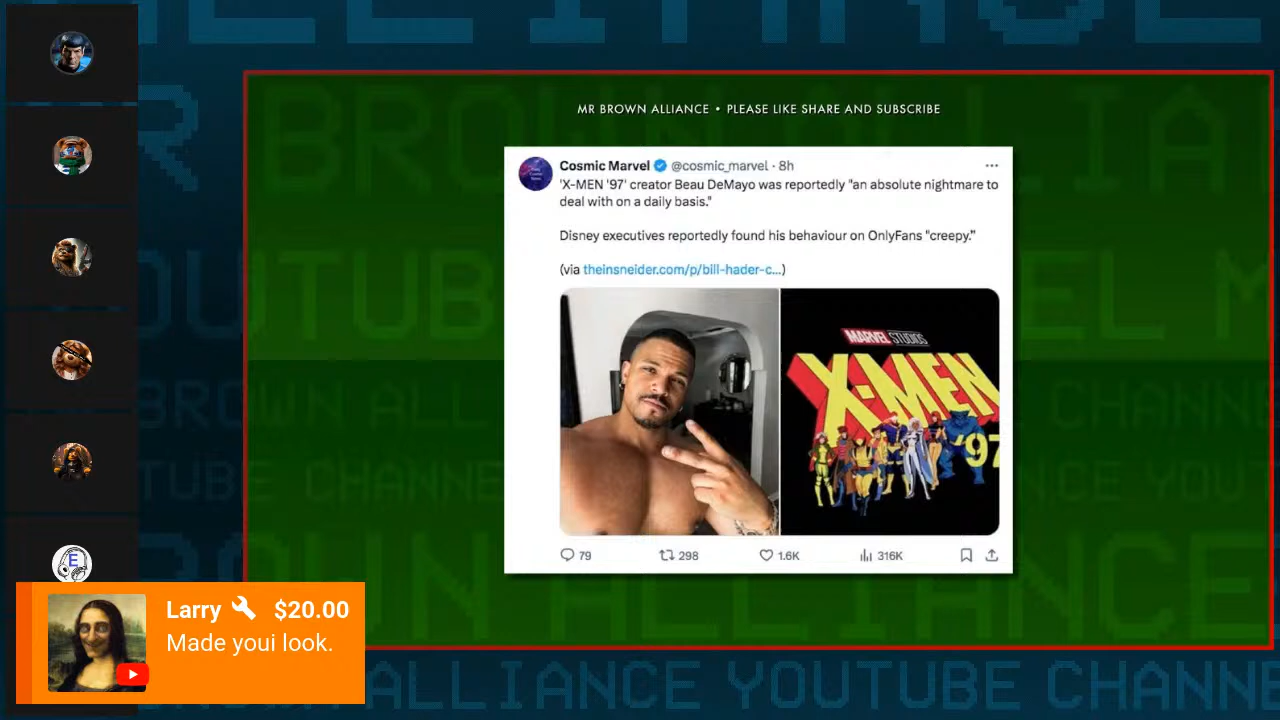 MR BROWN ALLIANCE • PLEASE LIKE SHARE AND SUBSCRIBE
Cosmic Marvel @cosmic_marvel · 8h
'X-MEN '97' creator Beau DeMayo was reportedly "an absolute nightmare to
deal with on a daily basis."
Disney executives reportedly found his behaviour on OnlyFans "creepy."
(via theinsneider.com/p/bill-hader-c...)
MARVEL STUDIOS
X-MEN
'97
79 298 1.6K 316K
E
Larry $20.00
Made youi look.
ALLIANCE YOUTUBE CHANNE